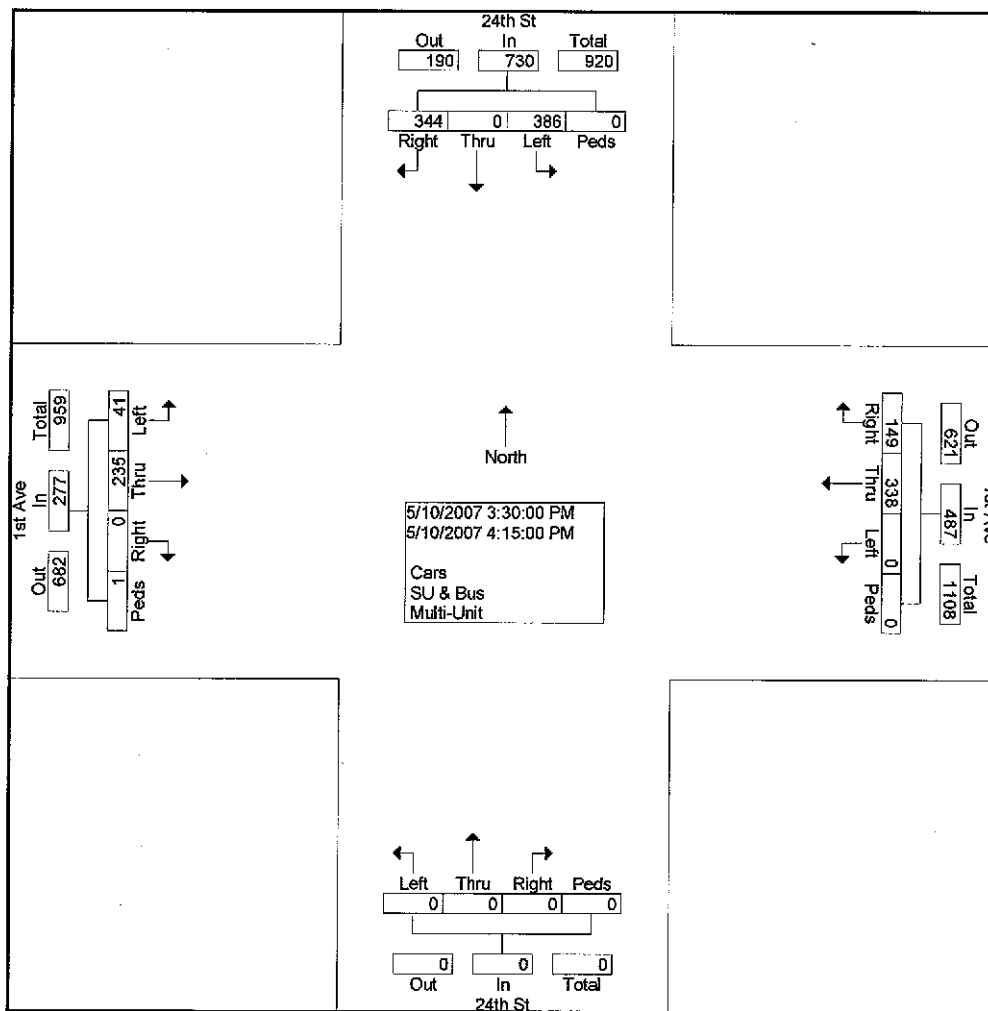 24th St
Out In Total
190 730 920
344 0 386 0
Right Thru Left Peds
1st Ave
Total In Out
959 277 682
41 235 0 1
Left Thru Right Peds
North
5/10/2007 3:30:00 PM
5/10/2007 4:15:00 PM
Cars
SU & Bus
Multi-Unit
Right Thru Left Peds
149 338 0 0
Out In Total
621 487 1108
Left Thru Right Peds
0 0 0 0
0 0 0
Out In Total
24th St